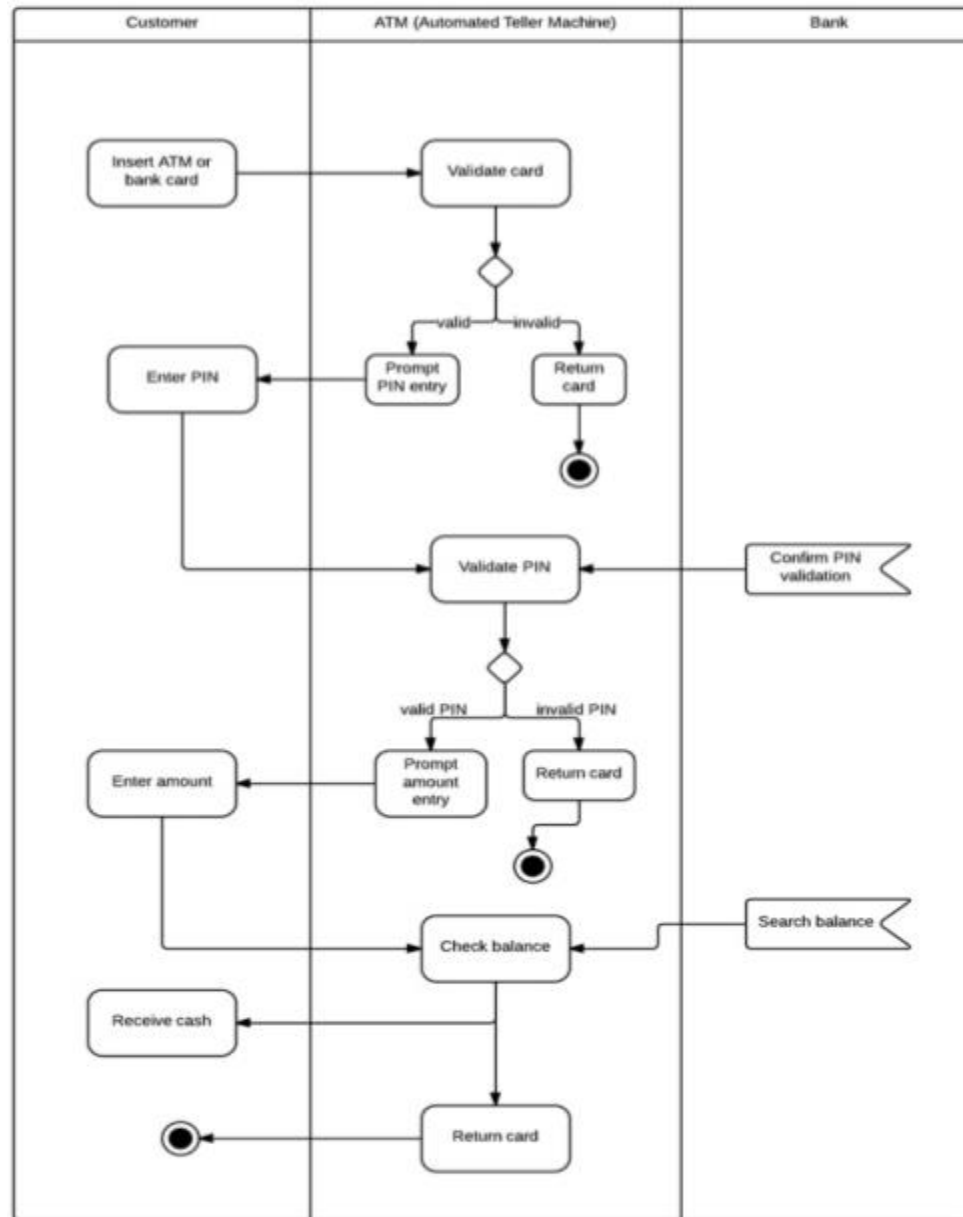 Customer
ATM (Automated Teller Machine)
Bank
Insert ATM or
bank card
Validate card
valid
invalid
Enter PIN
Prompt
PIN entry
Return
card
Validate PIN
Confirm PIN
validation
valid PIN
invalid PIN
Enter amount
Prompt
amount
entry
Return card
Check balance
Search balance
Receive cash
Return card